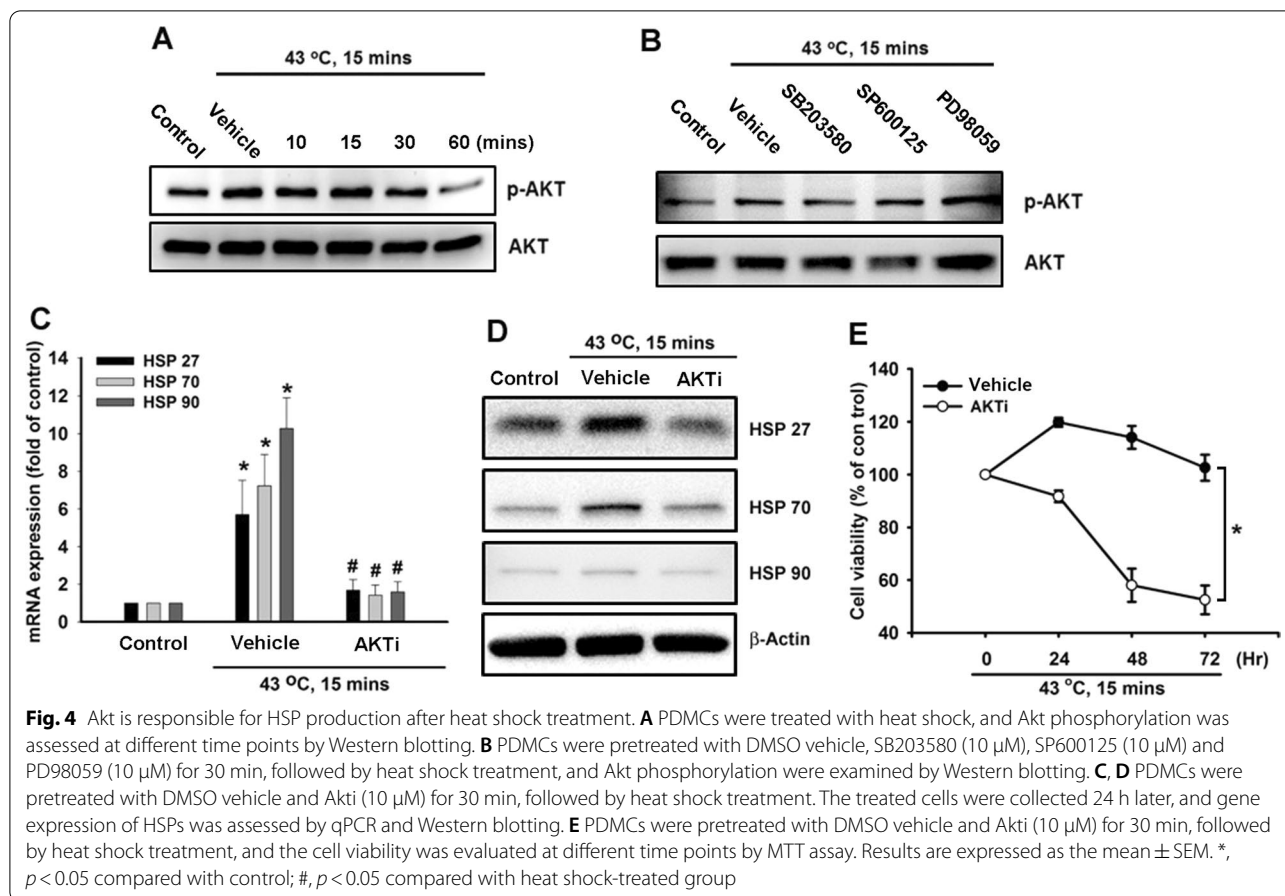 A
43 °C, 15 mins
Control Vehicle 10 15 30 60 (mins)
p-AKT
AKT
B
43 °C, 15 mins
Control Vehicle SB203580 SP600125 PD98059
p-AKT
AKT
C
mRNA expression (fold of control)
14
12
10
8
6
4
2
0
HSP 27
HSP 70
HSP 90
* * *
# # #
Control Vehicle AKTi
43 °C, 15 mins
D
43 °C, 15 mins
Control Vehicle AKTi
HSP 27
HSP 70
HSP 90
β-Actin
E
Cell viability (% of con trol)
140
120
100
80
60
40
Vehicle
AKTi
*
0 24 48 72 (Hr)
43 °C, 15 mins
Fig. 4 Akt is responsible for HSP production after heat shock treatment. A PDMCs were treated with heat shock, and Akt phosphorylation was
assessed at different time points by Western blotting. B PDMCs were pretreated with DMSO vehicle, SB203580 (10 μM), SP600125 (10 μM) and
PD98059 (10 μM) for 30 min, followed by heat shock treatment, and Akt phosphorylation were examined by Western blotting. C, D PDMCs were
pretreated with DMSO vehicle and Akti (10 μM) for 30 min, followed by heat shock treatment. The treated cells were collected 24 h later, and gene
expression of HSPs was assessed by qPCR and Western blotting. E PDMCs were pretreated with DMSO vehicle and Akti (10 μM) for 30 min, followed
by heat shock treatment, and the cell viability was evaluated at different time points by MTT assay. Results are expressed as the mean ± SEM. *,
p < 0.05 compared with control; #, p < 0.05 compared with heat shock-treated group